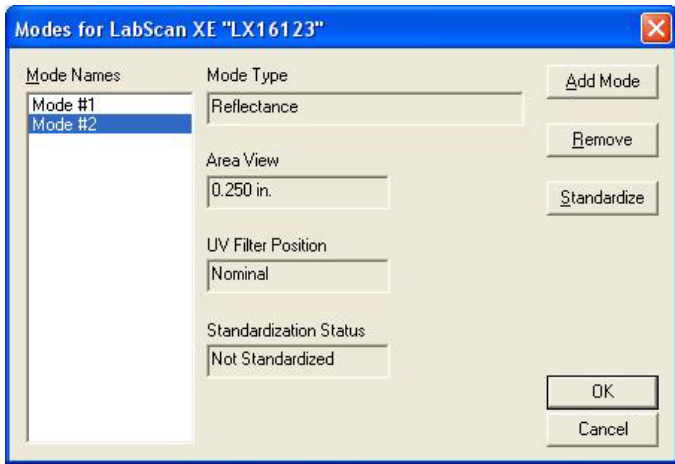 Modes for LabScan XE "LX16123"
Mode Names
Mode #1
Mode #2
Mode Type
Reflectance
Area View
0.250 in.
UV Filter Position
Nominal
Standardization Status
Not Standardized
Add Mode
Remove
Standardize
OK
Cancel